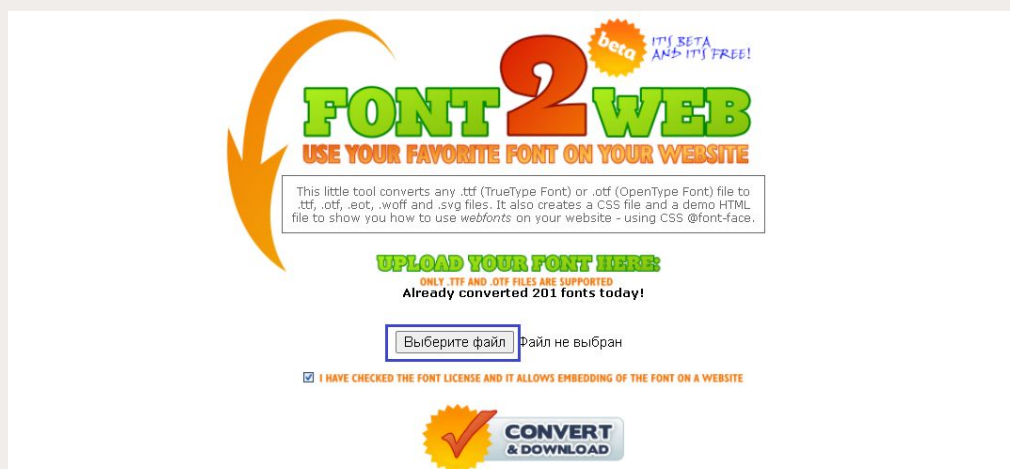 beta
IT'S BETA
AND IT'S FREE!
FONT 2 WEB
USE YOUR FAVORITE FONT ON YOUR WEBSITE
This little tool converts any .ttf (TrueType Font) or .otf (OpenType Font) file to
.ttf, .otf, .eot, .woff and .svg files. It also creates a CSS file and a demo HTML
file to show you how to use webfonts on your website - using CSS @font-face.
UPLOAD YOUR FONT HERE:
ONLY .TTF AND .OTF FILES ARE SUPPORTED
Already converted 201 fonts today!
Выберите файл Файл не выбран
I HAVE CHECKED THE FONT LICENSE AND IT ALLOWS EMBEDDING OF THE FONT ON A WEBSITE
CONVERT
& DOWNLOAD